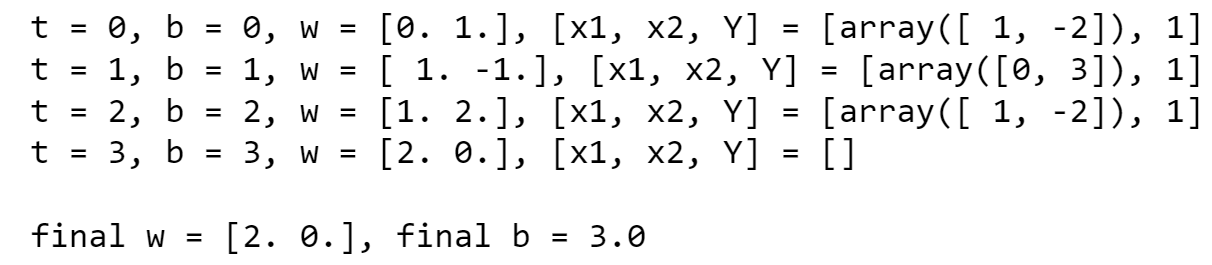 t = 0, b = 0, w = [0. 1.], [x1, x2, Y] = [array([ 1, -2]), 1]
t = 1, b = 1, w = [ 1. -1.], [x1, x2, Y] = [array([0, 3]), 1]
t = 2, b = 2, w = [1. 2.], [x1, x2, Y] = [array([ 1, -2]), 1]
t = 3, b = 3, w = [2. 0.], [x1, x2, Y] = []
final w = [2. 0.], final b = 3.0